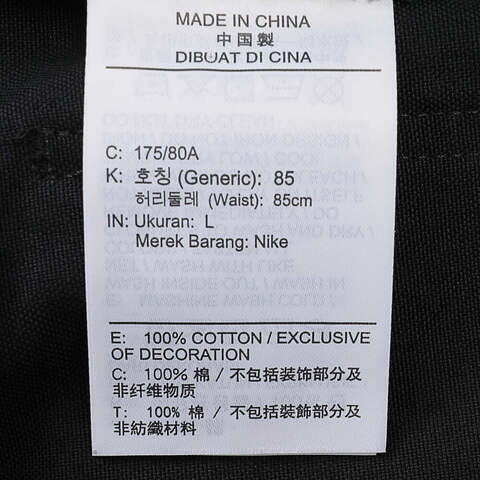 MADE IN CHINA
中国製
DIBUAT DI CINA
C: 175/80A
K: 호칭 (Generic): 85
허리둘레 (Waist): 85cm
IN: Ukuran: L
Merek Barang: Nike
E: 100% COTTON / EXCLUSIVE
OF DECORATION
C: 100% 棉 / 不包括装饰部分及
非纤维物质
T: 100% 棉 / 不包括裝飾部分及
非紡織材料